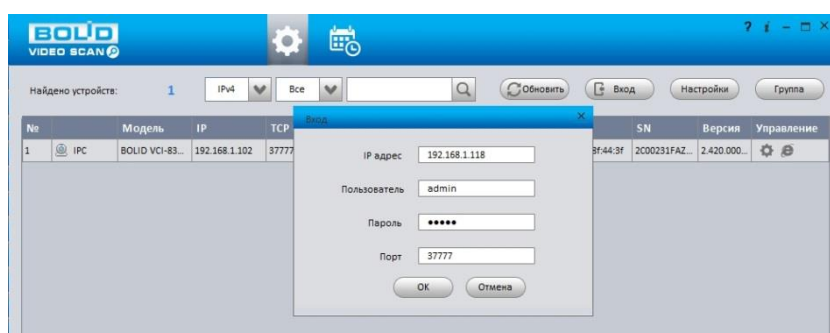 BOLID
VIDEO SCAN
? i
Найдено устройств: 1 IPv4 Все Обновить Вход Настройки Группа
№ Модель IP TCP SN Версия Управление
1 IPC BOLID VCI-83... 192.168.1.102 37777 3f:44:3f 2C00231FAZ... 2.420.000...
Вход
IP адрес 192.168.1.118
Пользователь admin
Пароль •••••
Порт 37777
OK Отмена